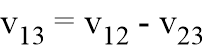 v₁₃ = v₁₂ - v₂₃